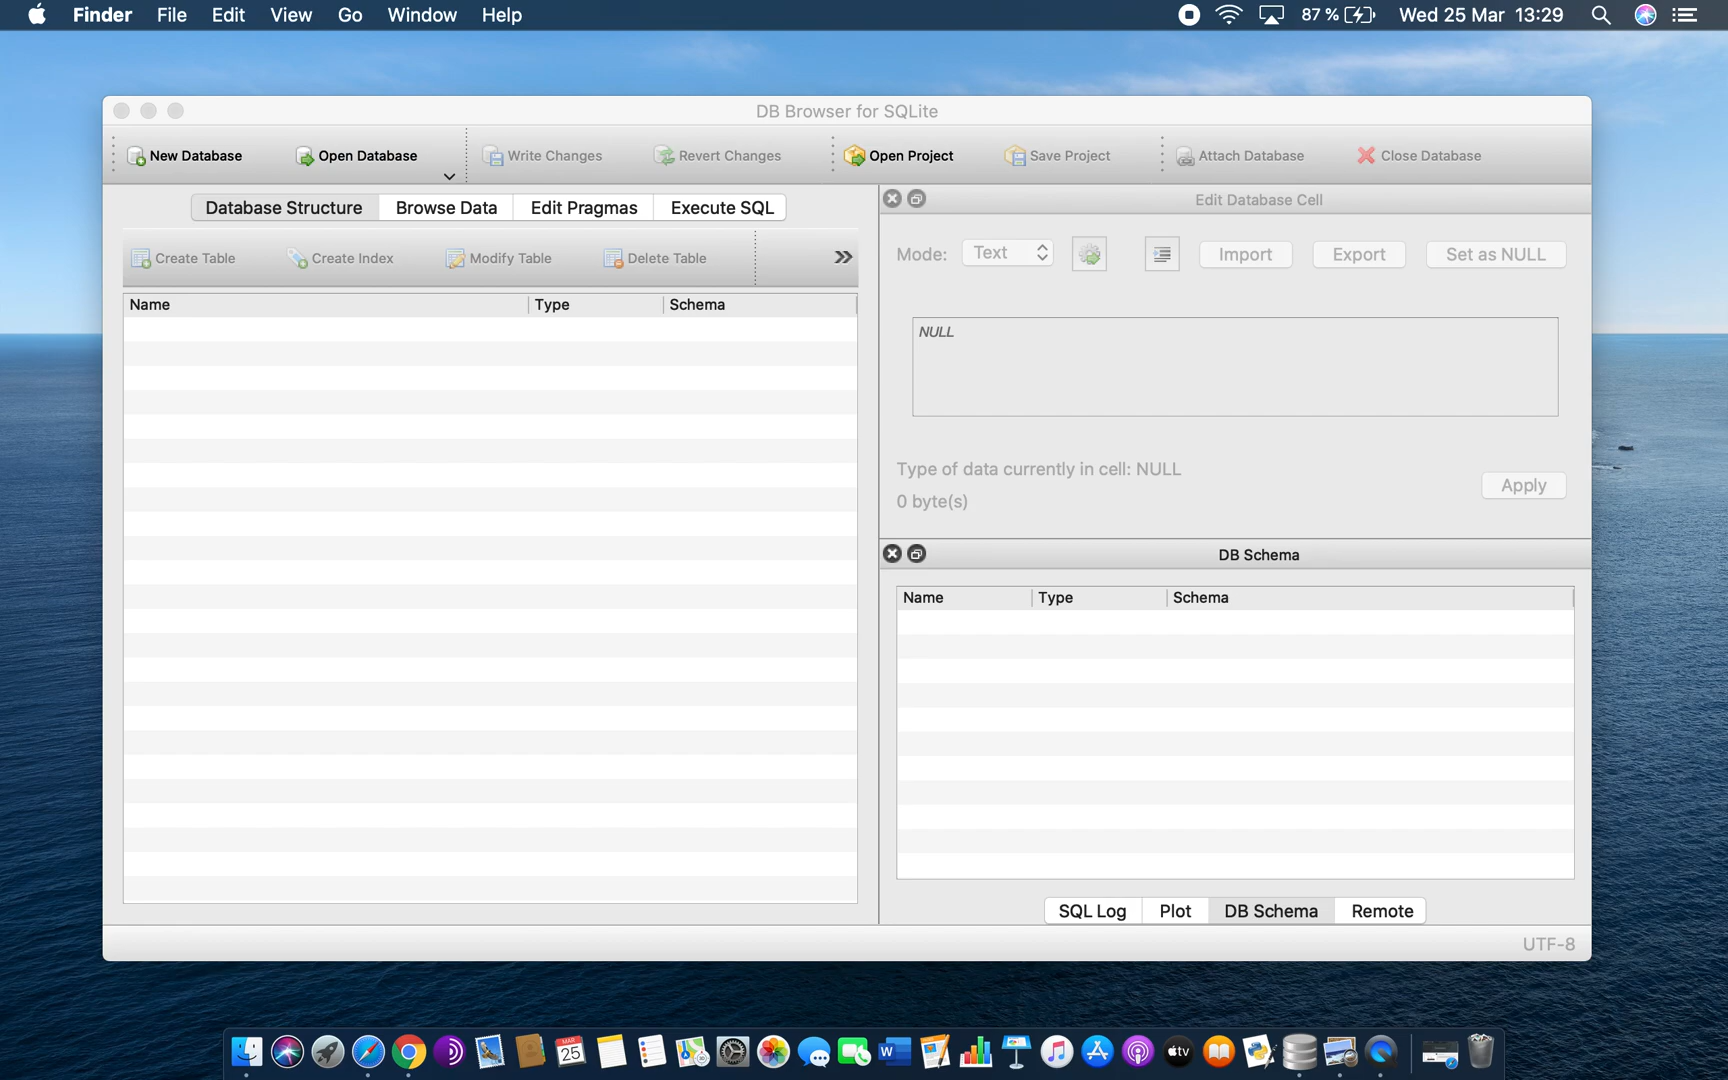 Finder File Edit View Go Window Help 87 % Wed 25 Mar 13:29
DB Browser for SQLite
New Database Open Database Write Changes Revert Changes Open Project Save Project Attach Database Close Database
Database Structure Browse Data Edit Pragmas Execute SQL
Create Table Create Index Modify Table Delete Table »
Name Type Schema
Edit Database Cell
Mode: Text Import Export Set as NULL
NULL
Type of data currently in cell: NULL
0 byte(s)
Apply
DB Schema
Name Type Schema
SQL Log Plot DB Schema Remote
UTF-8
MAR
25
W
tv